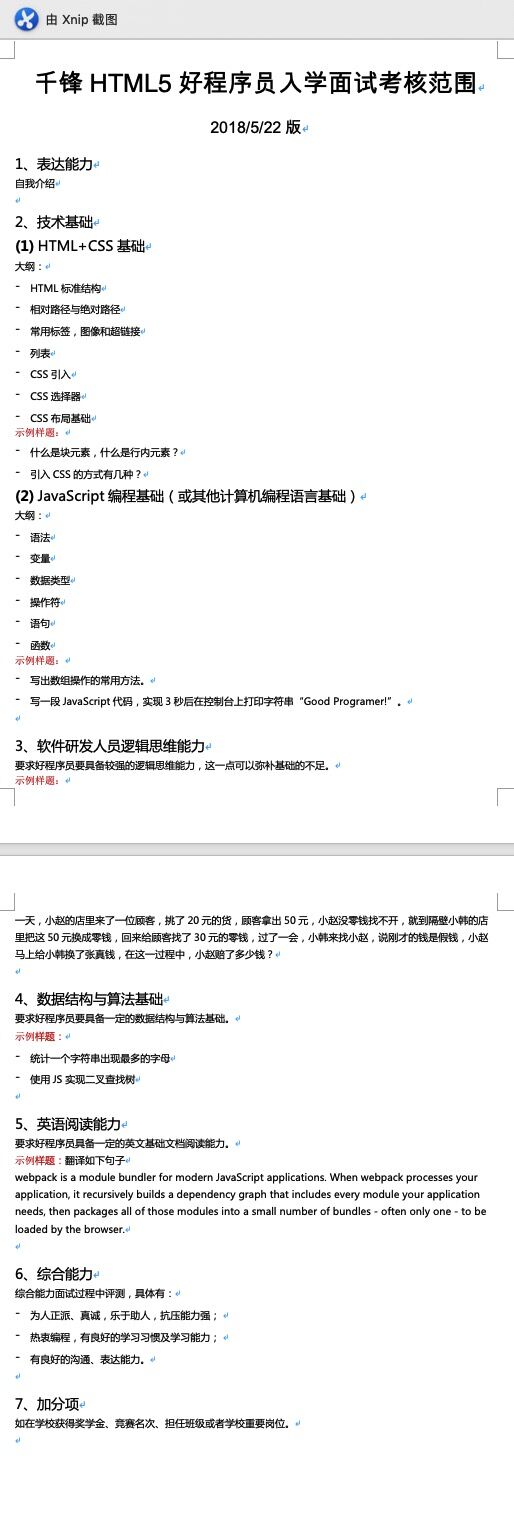 由 Xnip 截图
千锋 HTML5 好程序员入学面试考核范围
2018/5/22 版
1、表达能力
自我介绍
2、技术基础
(1) HTML+CSS 基础
大纲：
- HTML 标准结构
- 相对路径与绝对路径
- 常用标签，图像和超链接
- 列表
- CSS 引入
- CSS 选择器
- CSS 布局基础
示例样题：
- 什么是块元素，什么是行内元素？
- 引入 CSS 的方式有几种？
(2) JavaScript 编程基础（或其他计算机编程语言基础）
大纲：
- 语法
- 变量
- 数据类型
- 操作符
- 语句
- 函数
示例样题：
- 写出数组操作的常用方法。
- 写一段 JavaScript 代码，实现 3 秒后在控制台上打印字符串“Good Programer!”。
3、软件研发人员逻辑思维能力
要求好程序员要具备较强的逻辑思维能力，这一点可以弥补基础的不足。
示例样题：
一天，小赵的店里来了一位顾客，挑了 20 元的货，顾客拿出 50 元，小赵没零钱找不开，就到隔壁小韩的店
里把这 50 元换成零钱，回来给顾客找了 30 元的零钱，过了一会，小韩来找小赵，说刚才的钱是假钱，小赵
马上给小韩换了张真钱，在这一过程中，小赵赔了多少钱？
4、数据结构与算法基础
要求好程序员要具备一定的数据结构与算法基础。
示例样题：
- 统计一个字符串出现最多的字母
- 使用 JS 实现二叉查找树
5、英语阅读能力
要求好程序员具备一定的英文基础文档阅读能力。
示例样题：翻译如下句子
webpack is a module bundler for modern JavaScript applications. When webpack processes your
application, it recursively builds a dependency graph that includes every module your application
needs, then packages all of those modules into a small number of bundles - often only one - to be
loaded by the browser.
6、综合能力
综合能力面试过程中评测，具体有：
- 为人正派、真诚，乐于助人，抗压能力强；
- 热衷编程，有良好的学习习惯及学习能力；
- 有良好的沟通、表达能力。
7、加分项
如在学校获得奖学金、竞赛名次、担任班级或者学校重要岗位。